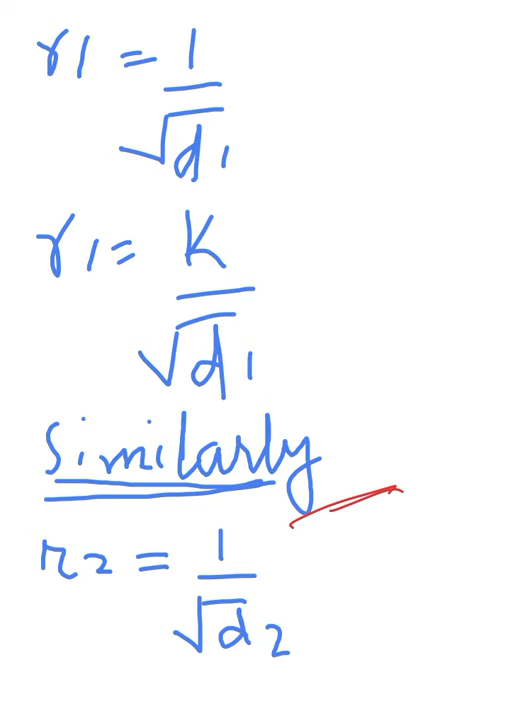 r1 = 1
√d1
r1 = K
√d1
Similarly
r2 = 1
√d2